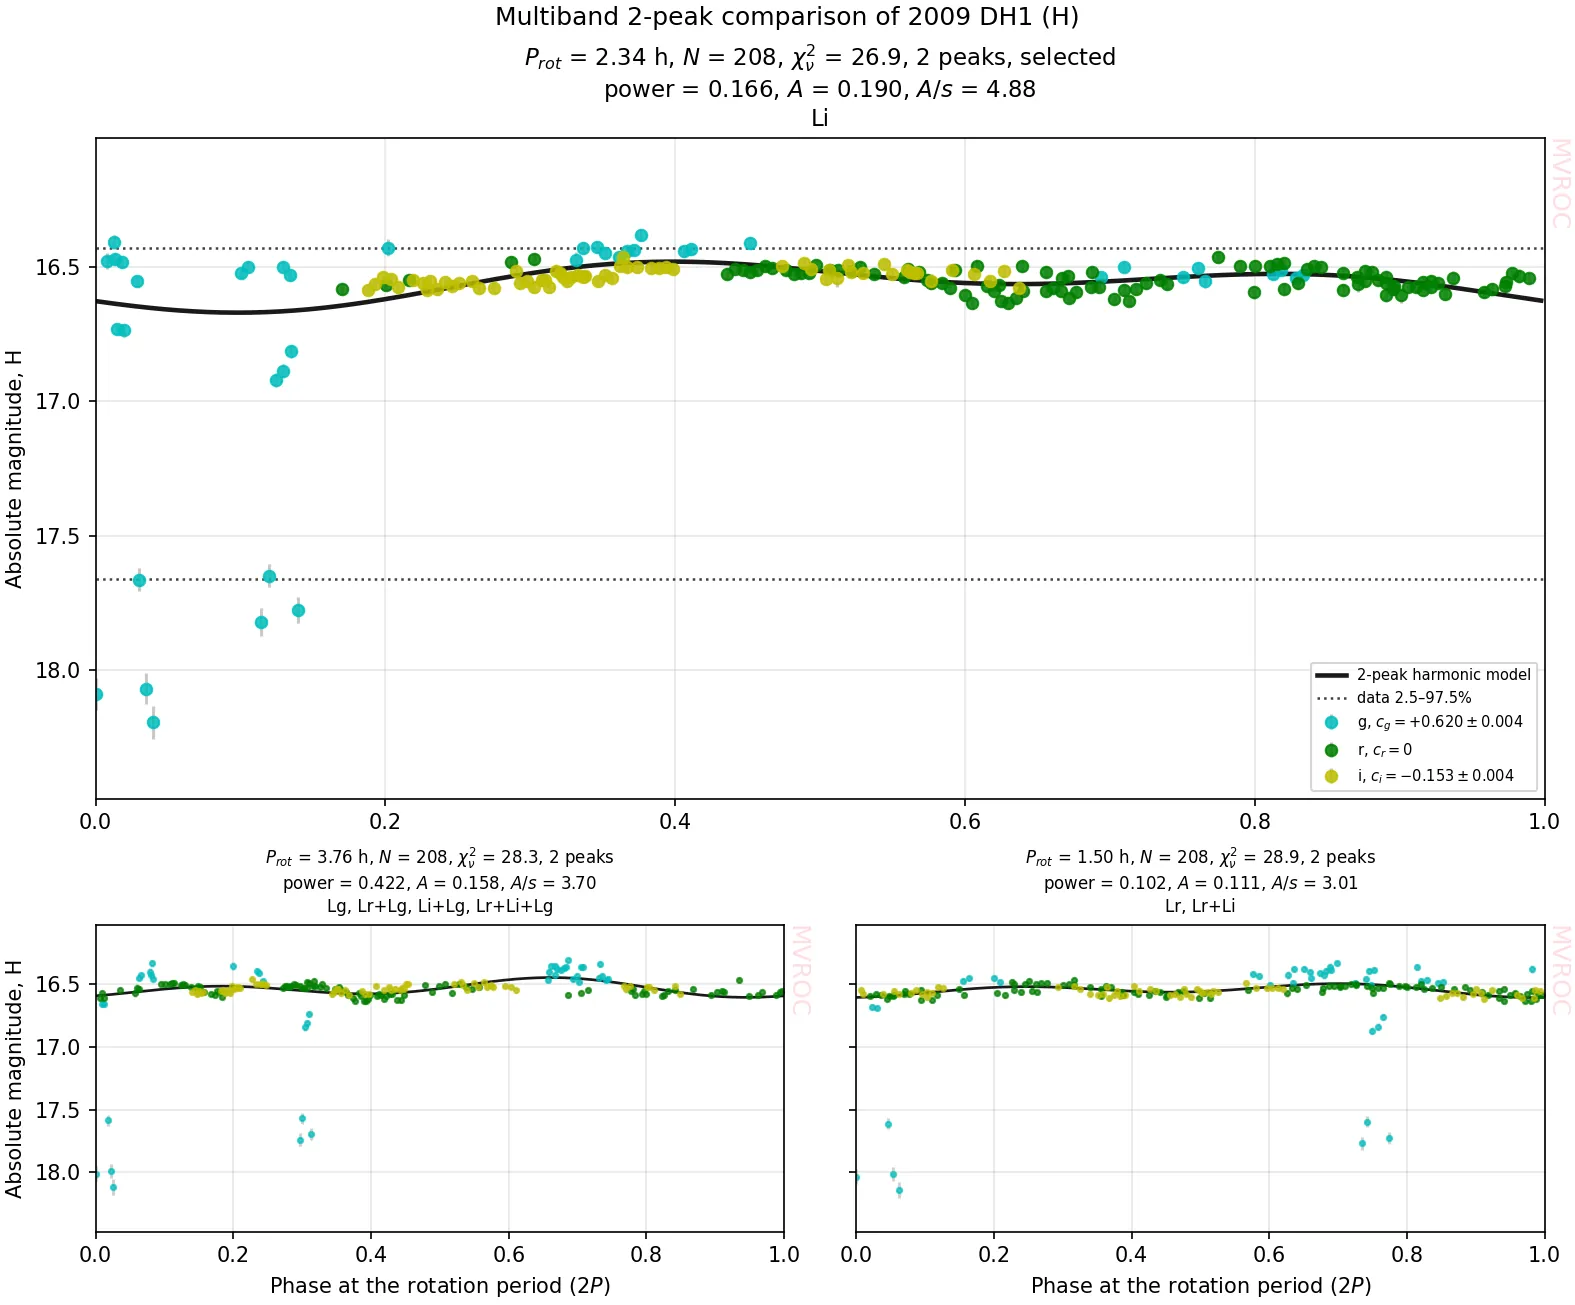 Multiband 2-peak comparison of 2009 DH1 (H)
P_rot = 2.34 h, N = 208, χ²_ν = 26.9, 2 peaks, selected
power = 0.166, A = 0.190, A/s = 4.88
Li
MVROC
Absolute magnitude, H
16.5
17.0
17.5
18.0
2-peak harmonic model
data 2.5–97.5%
g, c_g = +0.620 ± 0.004
r, c_r = 0
i, c_i = −0.153 ± 0.004
0.0 0.2 0.4 0.6 0.8 1.0
P_rot = 3.76 h, N = 208, χ²_ν = 28.3, 2 peaks
power = 0.422, A = 0.158, A/s = 3.70
Lg, Lr+Lg, Li+Lg, Lr+Li+Lg
MVROC
Absolute magnitude, H
16.5
17.0
17.5
18.0
0.0 0.2 0.4 0.6 0.8 1.0
Phase at the rotation period (2P)
P_rot = 1.50 h, N = 208, χ²_ν = 28.9, 2 peaks
power = 0.102, A = 0.111, A/s = 3.01
Lr, Lr+Li
MVROC
0.0 0.2 0.4 0.6 0.8 1.0
Phase at the rotation period (2P)